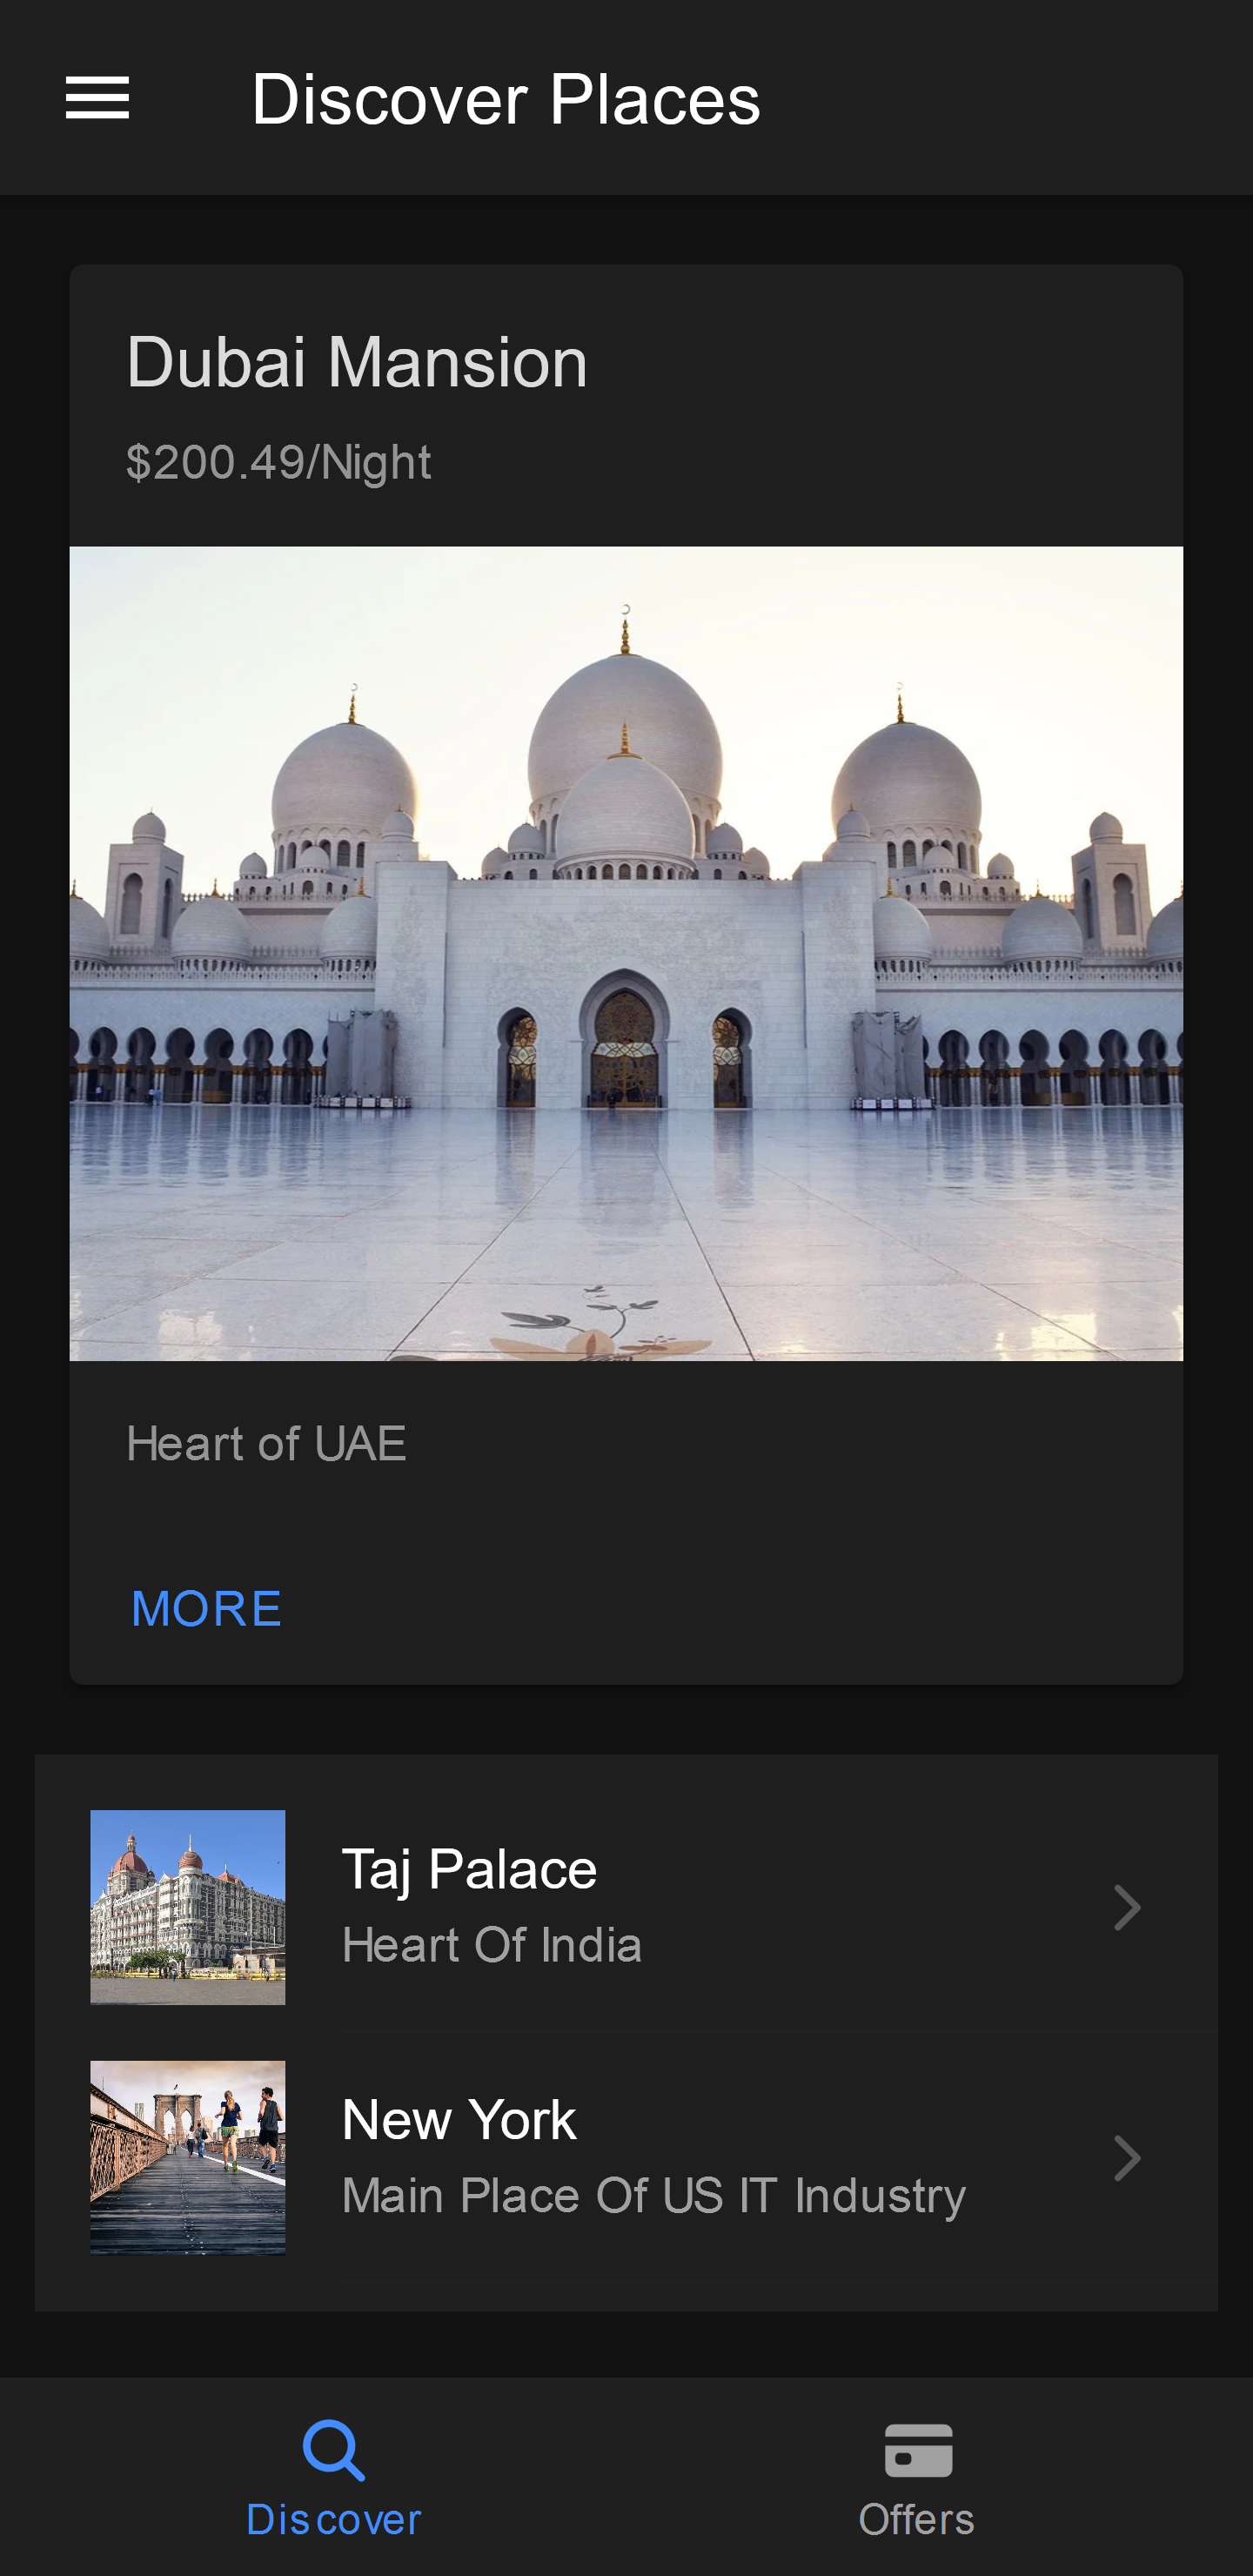 Discover Places
Dubai Mansion
$200.49/Night
Heart of UAE
MORE
Taj Palace
Heart Of India
New York
Main Place Of US IT Industry
Discover
Offers